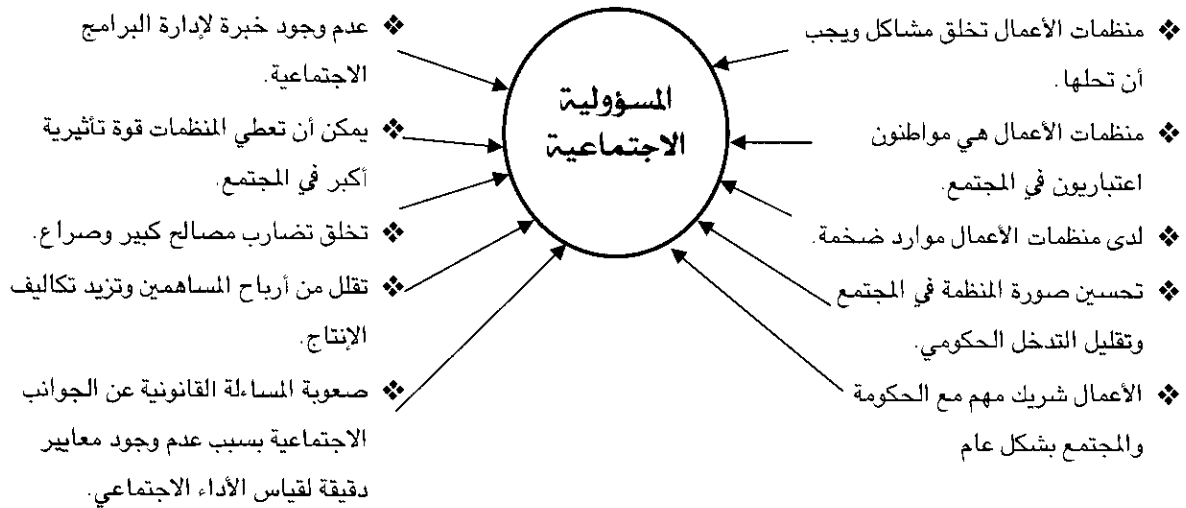 ❖ منظمات الأعمال تخلق مشاكل ويجب
أن تحلها.
❖ منظمات الأعمال هي مواطنون
اعتباريون في المجتمع.
❖ لدى منظمات الأعمال موارد ضخمة.
❖ تحسين صورة المنظمة في المجتمع
وتقليل التدخل الحكومي.
❖ الأعمال شريك مهم مع الحكومة
والمجتمع بشكل عام
المسؤولية
الاجتماعية
❖ عدم وجود خبرة لإدارة البرامج
الاجتماعية.
❖ يمكن أن تعطي المنظمات قوة تأثيرية
أكبر في المجتمع.
❖ تخلق تضارب مصالح كبير وصراع.
❖ تقلل من أرباح المساهمين وتزيد تكاليف
الإنتاج.
❖ صعوبة المساءلة القانونية عن الجوانب
الاجتماعية بسبب عدم وجود معايير
دقيقة لقياس الأداء الاجتماعي.